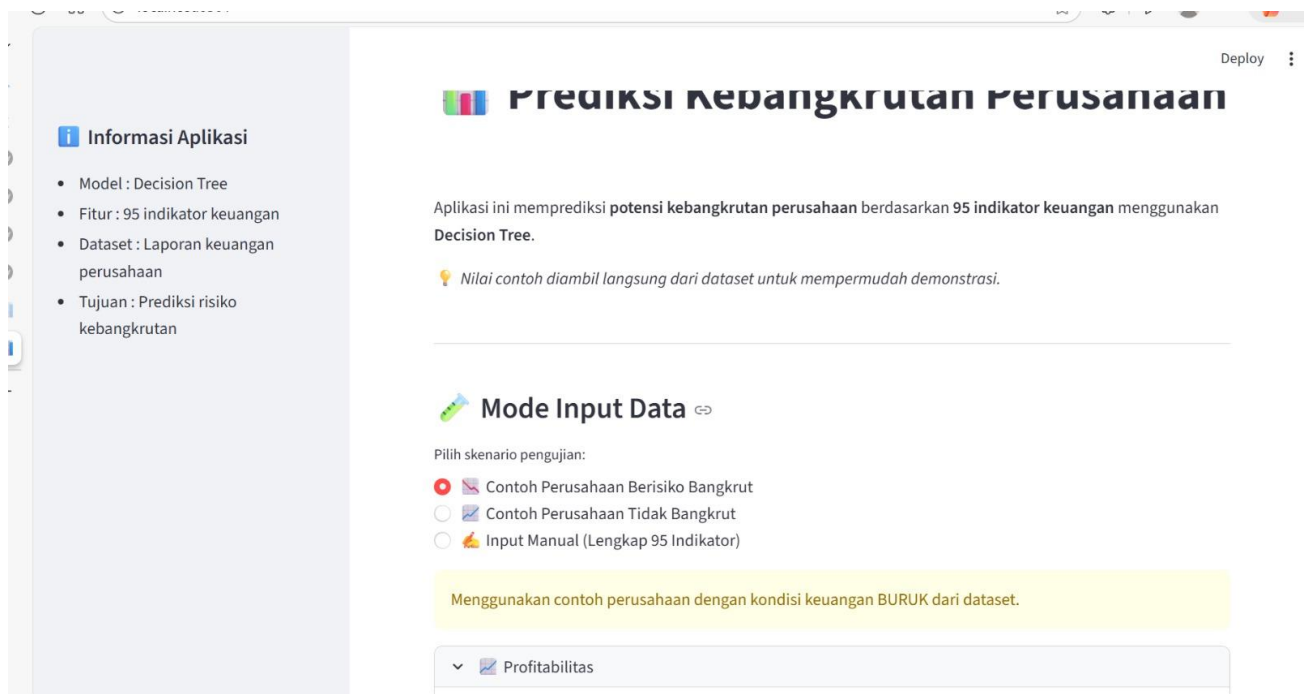 Deploy
Prediksi Kebangkrutan Perusahaan
Informasi Aplikasi
• Model : Decision Tree
• Fitur : 95 indikator keuangan
• Dataset : Laporan keuangan
perusahaan
• Tujuan : Prediksi risiko
kebangkrutan
Aplikasi ini memprediksi potensi kebangkrutan perusahaan berdasarkan 95 indikator keuangan menggunakan
Decision Tree.
Nilai contoh diambil langsung dari dataset untuk mempermudah demonstrasi.
Mode Input Data
Pilih skenario pengujian:
Contoh Perusahaan Berisiko Bangkrut
Contoh Perusahaan Tidak Bangkrut
Input Manual (Lengkap 95 Indikator)
Menggunakan contoh perusahaan dengan kondisi keuangan BURUK dari dataset.
Profitabilitas